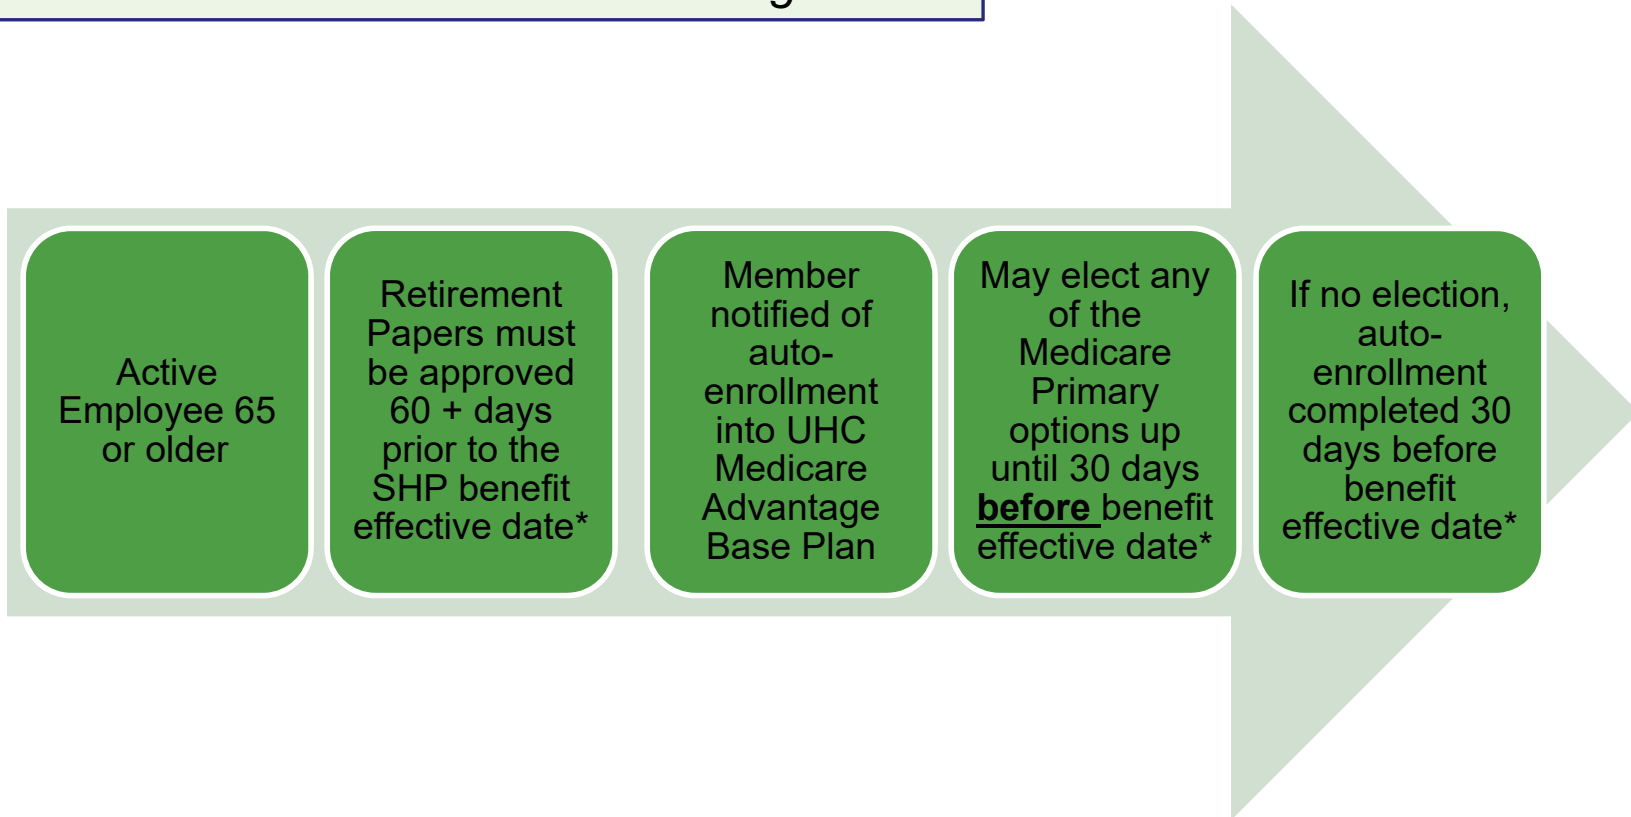 Active
Employee 65
or older
Retirement
Papers must
be approved
60 + days
prior to the
SHP benefit
effective date*
Member
notified of
auto-
enrollment
into UHC
Medicare
Advantage
Base Plan
May elect any
of the
Medicare
Primary
options up
until 30 days
before benefit
effective date*
If no election,
auto-
enrollment
completed 30
days before
benefit
effective date*